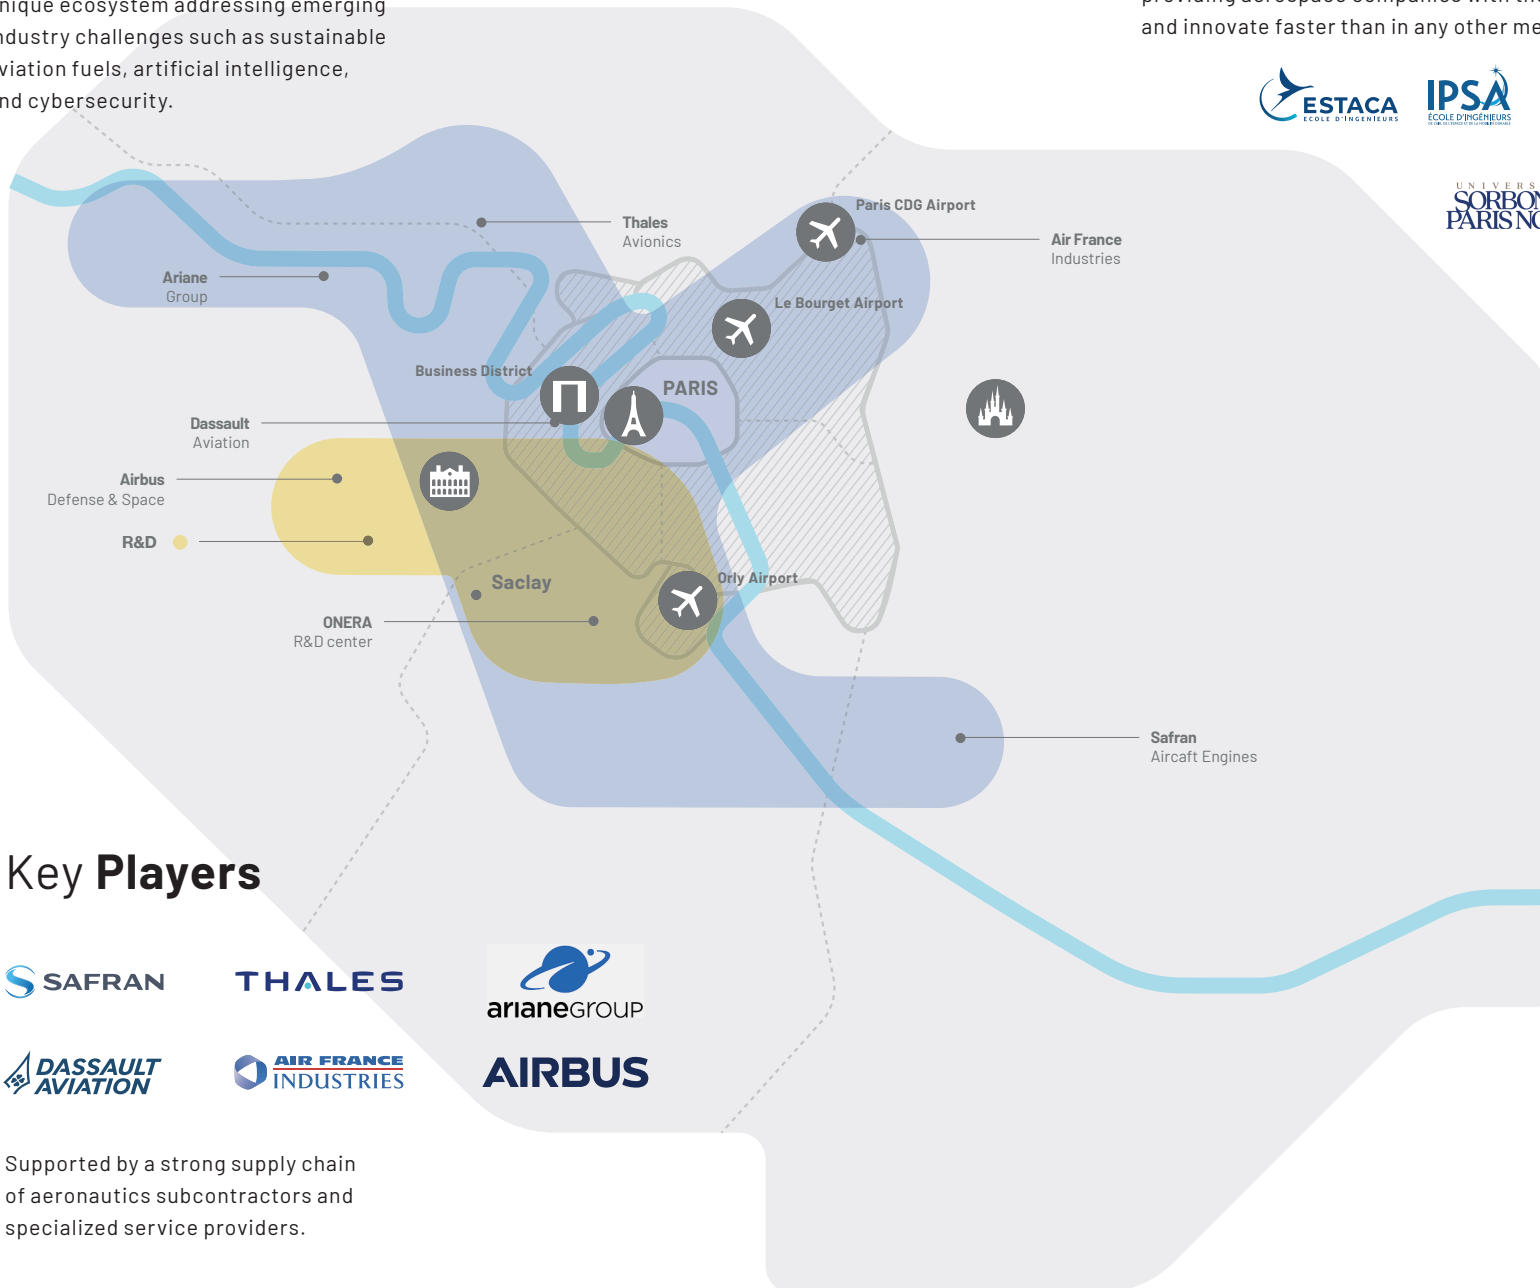 nique ecosystem addressing emerging
ndustry challenges such as sustainable
viation fuels, artificial intelligence,
nd cybersecurity.
and innovate faster than in any other me
ESTACA
ECOLE D'INGENIEURS
IPSA
ÉCOLE D'INGÉNIEURS
UNIVERS
SORBON
PARIS NO
Paris CDG Airport
Thales
Avionics
Air France
Industries
Ariane
Group
Le Bourget Airport
Business District
PARIS
Dassault
Aviation
Airbus
Defense & Space
R&D
Orly Airport
Saclay
ONERA
R&D center
Safran
Aircaft Engines
Key Players
SAFRAN
THALES
arianeGROUP
DASSAULT
AVIATION
AIR FRANCE
INDUSTRIES
AIRBUS
Supported by a strong supply chain
of aeronautics subcontractors and
specialized service providers.